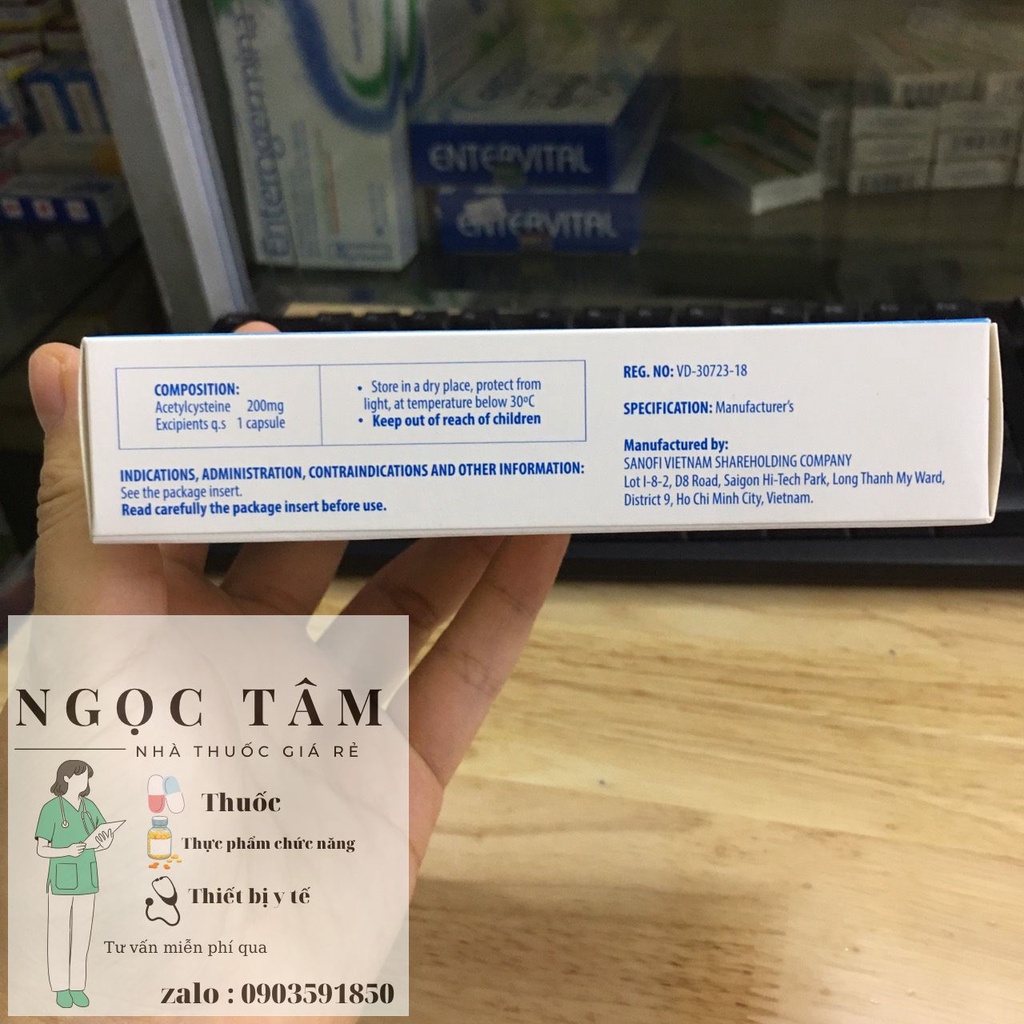 Enterogermina
ENTERVITAL
ENTERVITAL
COMPOSITION:
Acetylcysteine 200mg
Excipients q.s 1 capsule
• Store in a dry place, protect from
light, at temperature below 30ºC
• Keep out of reach of children
INDICATIONS, ADMINISTRATION, CONTRAINDICATIONS AND OTHER INFORMATION:
See the package insert.
Read carefully the package insert before use.
REG. NO: VD-30723-18
SPECIFICATION: Manufacturer's
Manufactured by:
SANOFI VIETNAM SHAREHOLDING COMPANY
Lot I-8-2, D8 Road, Saigon Hi-Tech Park, Long Thanh My Ward,
District 9, Ho Chi Minh City, Vietnam.
NGỌC TÂM
NHÀ THUỐC GIÁ RẺ
Thuốc
Thực phẩm chức năng
Thiết bị y tế
Tư vấn miễn phí qua
zalo : 0903591850